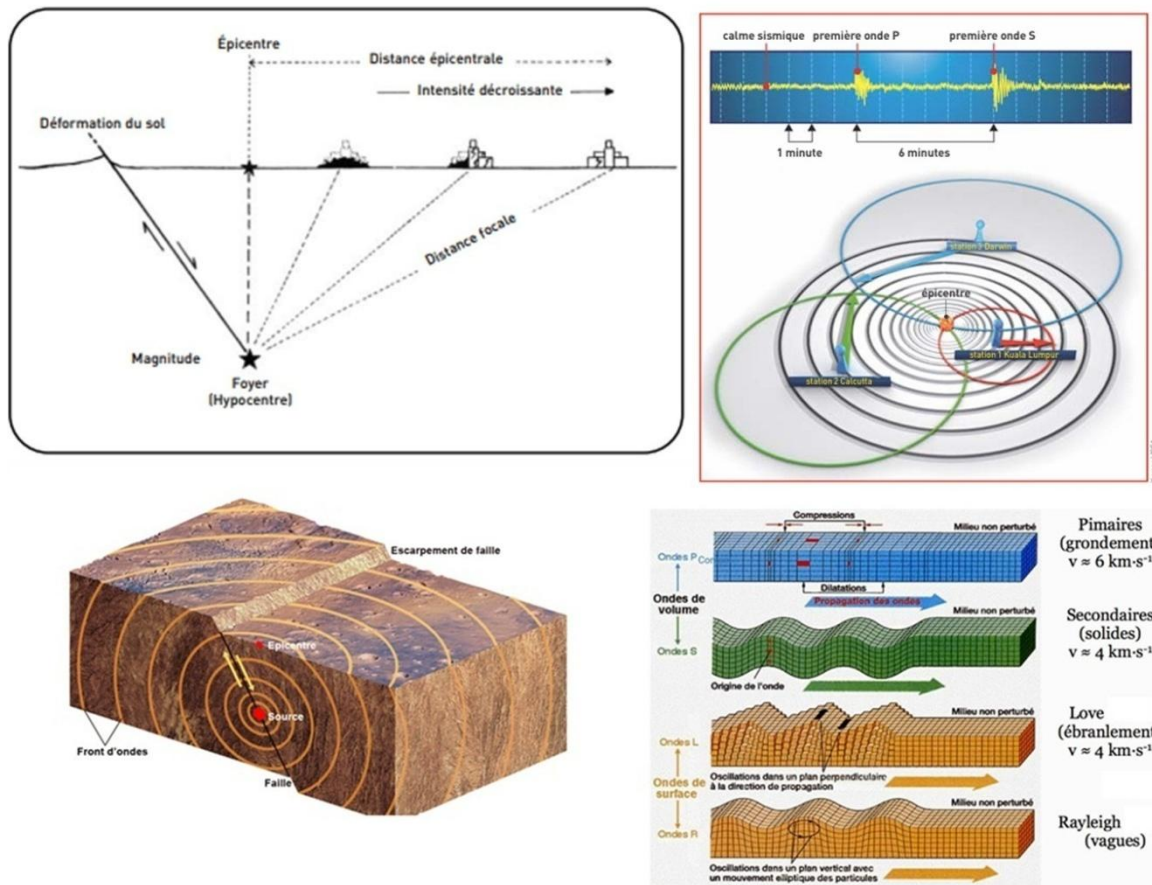 Épicentre
Distance épicentrale
Intensité décroissante
Déformation du sol
Distance focale
Magnitude
Foyer
(Hypocentre)
calme sismique première onde P première onde S
1 minute 6 minutes
station 3 Darwin
épicentre
station 1 Kuala Lumpur
station 2 Calcutta
Escarpement de faille
Epicentre
Source
Front d'ondes
Faille
Compressions
Milieu non perturbé
Ondes P
Ondes de volume
Dilatations
Propagation des ondes
Milieu non perturbé
Ondes S
Origine de l'onde
Milieu non perturbé
Ondes L
Oscillations dans un plan perpendiculaire
à la direction de propagation
Ondes de surface
Milieu non perturbé
Ondes R
Oscillations dans un plan vertical avec
un mouvement elliptique des particules
Pimaires
(grondement
v ≈ 6 km·s⁻¹
Secondaires
(solides)
v ≈ 4 km·s⁻¹
Love
(ébranlement
v ≈ 4 km·s⁻¹
Rayleigh
(vagues)